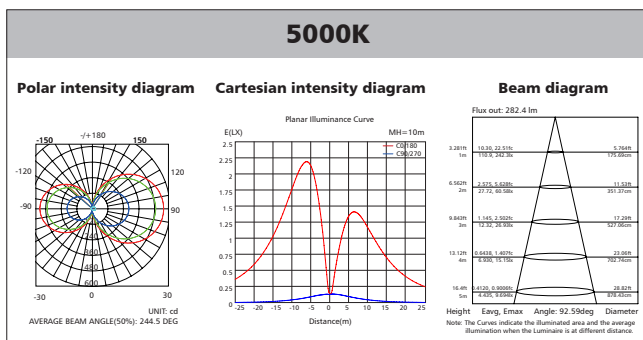 5000K
Polar intensity diagram
Cartesian intensity diagram
Beam diagram
-/+180
-150
150
-120
120
-90
90
240
360
480
600
-30
0
30
UNIT: cd
AVERAGE BEAM ANGLE(50%): 244.5 DEG
Planar Illuminance Curve
E(LX)
MH=10m
C0/180
C90/270
2.5
2.25
2
1.75
1.5
1.25
1
0.75
0.5
0.25
0
-25 -20 -15 -10 -5 0 5 10 15 20 25
Distance(m)
Flux out: 282.4 lm
3.281ft 10.30, 22.51fc 5.764ft
1m 110.9, 242.3lx 175.69cm
6.562ft 2.575, 5.628fc 11.53ft
2m 27.72, 60.58lx 351.37cm
9.843ft 1.145, 2.502fc 17.29ft
3m 12.32, 26.93lx 527.06cm
13.12ft 0.6438, 1.407fc 23.06ft
4m 6.930, 15.15lx 702.74cm
16.4ft 0.4120, 0.9006fc 28.82ft
5m 4.435, 9.694lx 878.43cm
Height Eavg, Emax Angle: 92.59deg Diameter
Note: The Curves indicate the illuminated area and the average
illumination when the Luminaire is at different distance.